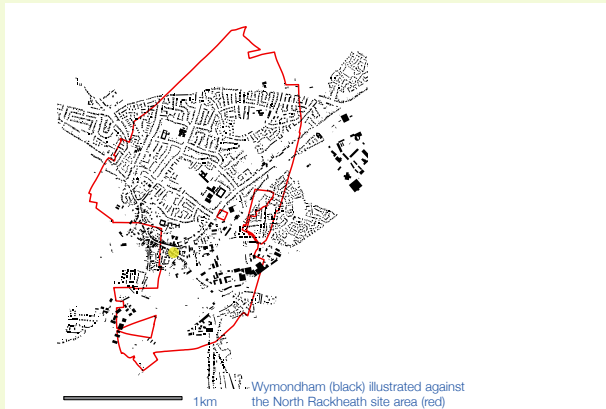 1km
Wymondham (black) illustrated against
the North Rackheath site area (red)